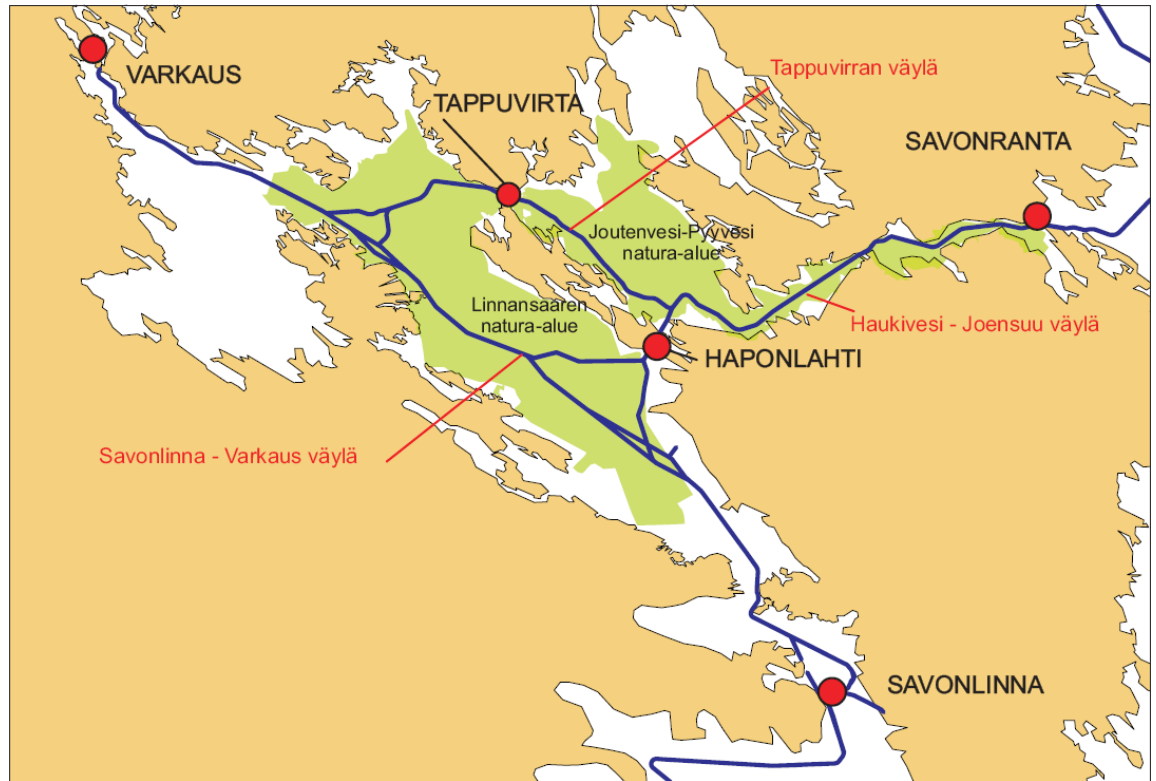 VARKAUS
Tappuvirran väylä
TAPPUVIRTA
SAVONRANTA
Joutenvesi-Pyyvesi
natura-alue
Linnansaaren
natura-alue
Haukivesi - Joensuu väylä
HAPONLAHTI
Savonlinna - Varkaus väylä
SAVONLINNA